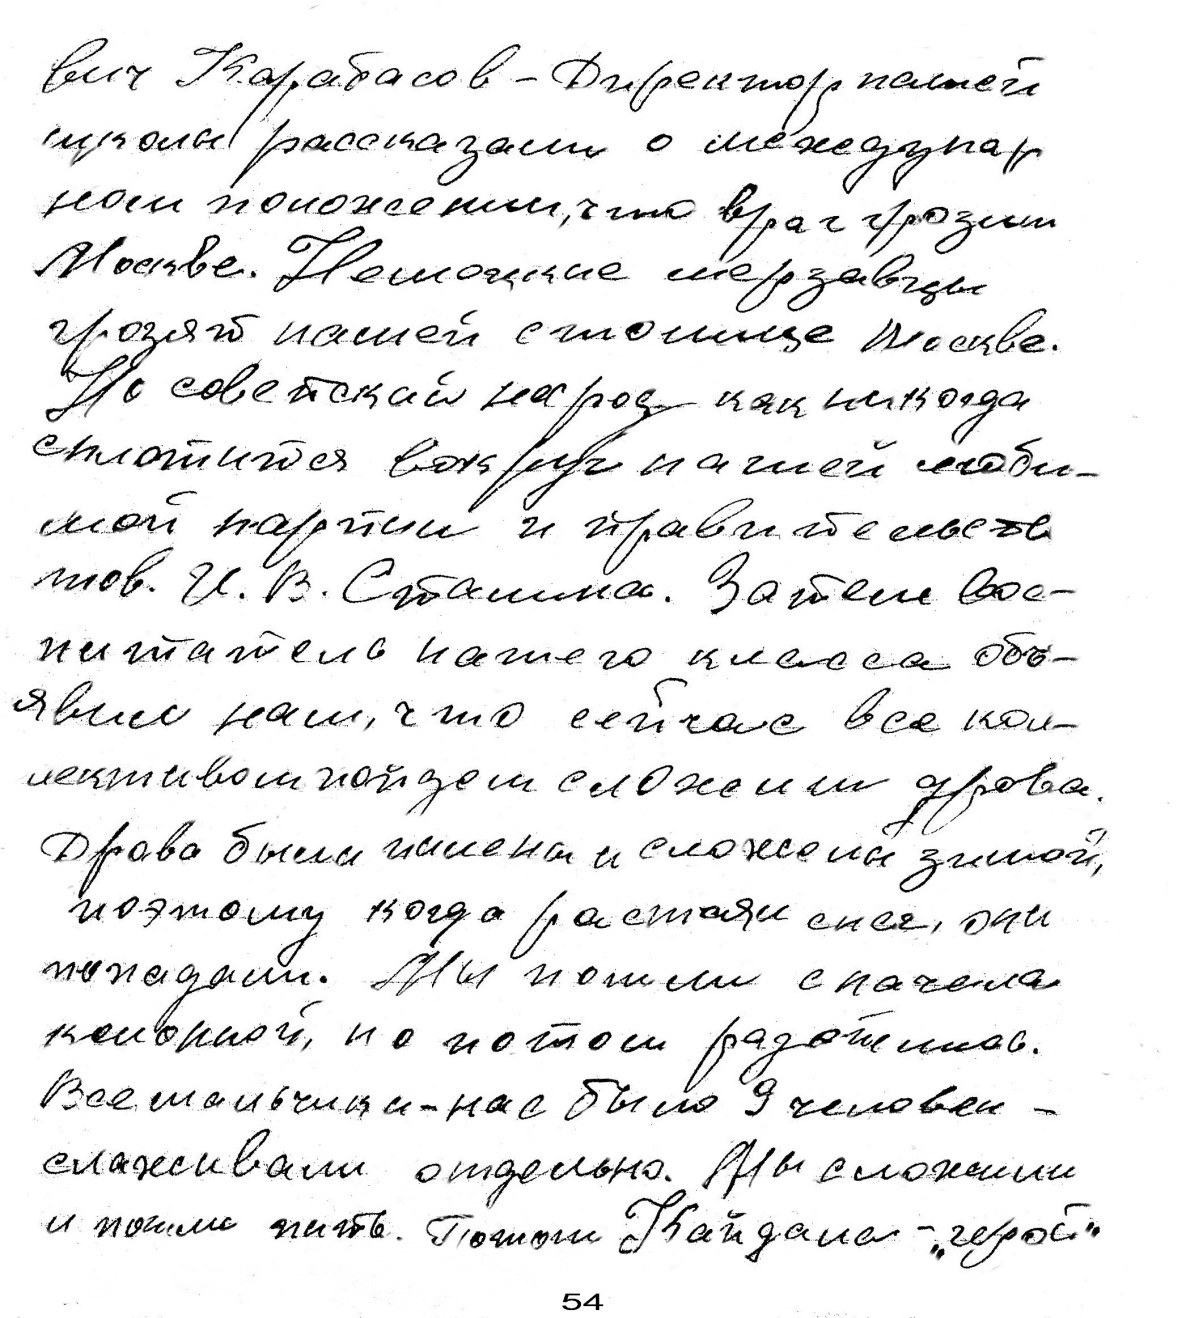 вич Карабасов – Директор нашей
школы рассказали о междунар
ном положении, что враг грозит
Москве. Немецкие мерзавцы
грозят нашей столице Москве.
Но советский народ как никогда
сплотится вокруг нашей люби-
мой партии и правительств
тов. И. В. Сталина. Затем вос-
питатель нашего класса объ-
явил нам, что сейчас все кол-
лективом пойдем сложим дрова.
Дрова были пилены и сложены зимой,
поэтому когда растаял снег, они
попадали. Мы пошли сначала
колонной, но потом разбились.
Все мальчики – нас было 9 человек –
слаживали отдельно. Мы сложили
и пошли пить. Потом Кайдана – „герой“
54